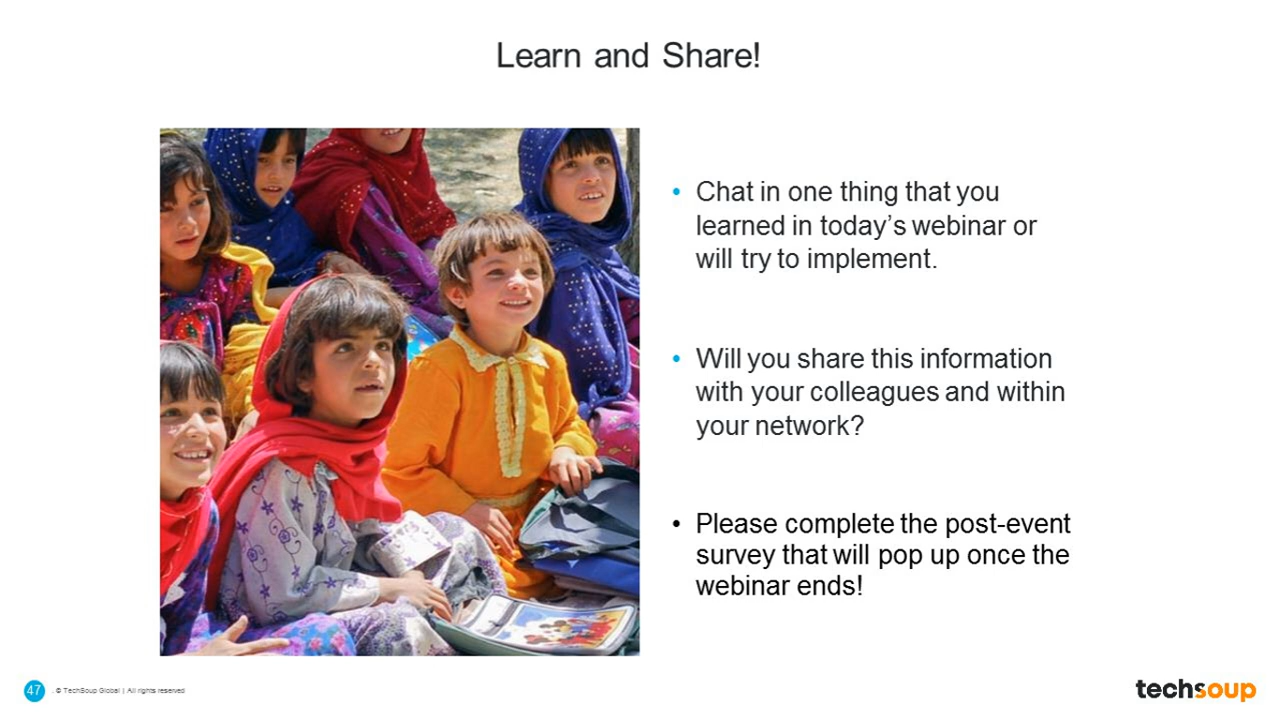 Learn and Share!
• Chat in one thing that you
learned in today’s webinar or
will try to implement.
• Will you share this information
with your colleagues and within
your network?
• Please complete the post-event
survey that will pop up once the
webinar ends!
47 . © TechSoup Global | All rights reserved
techsoup